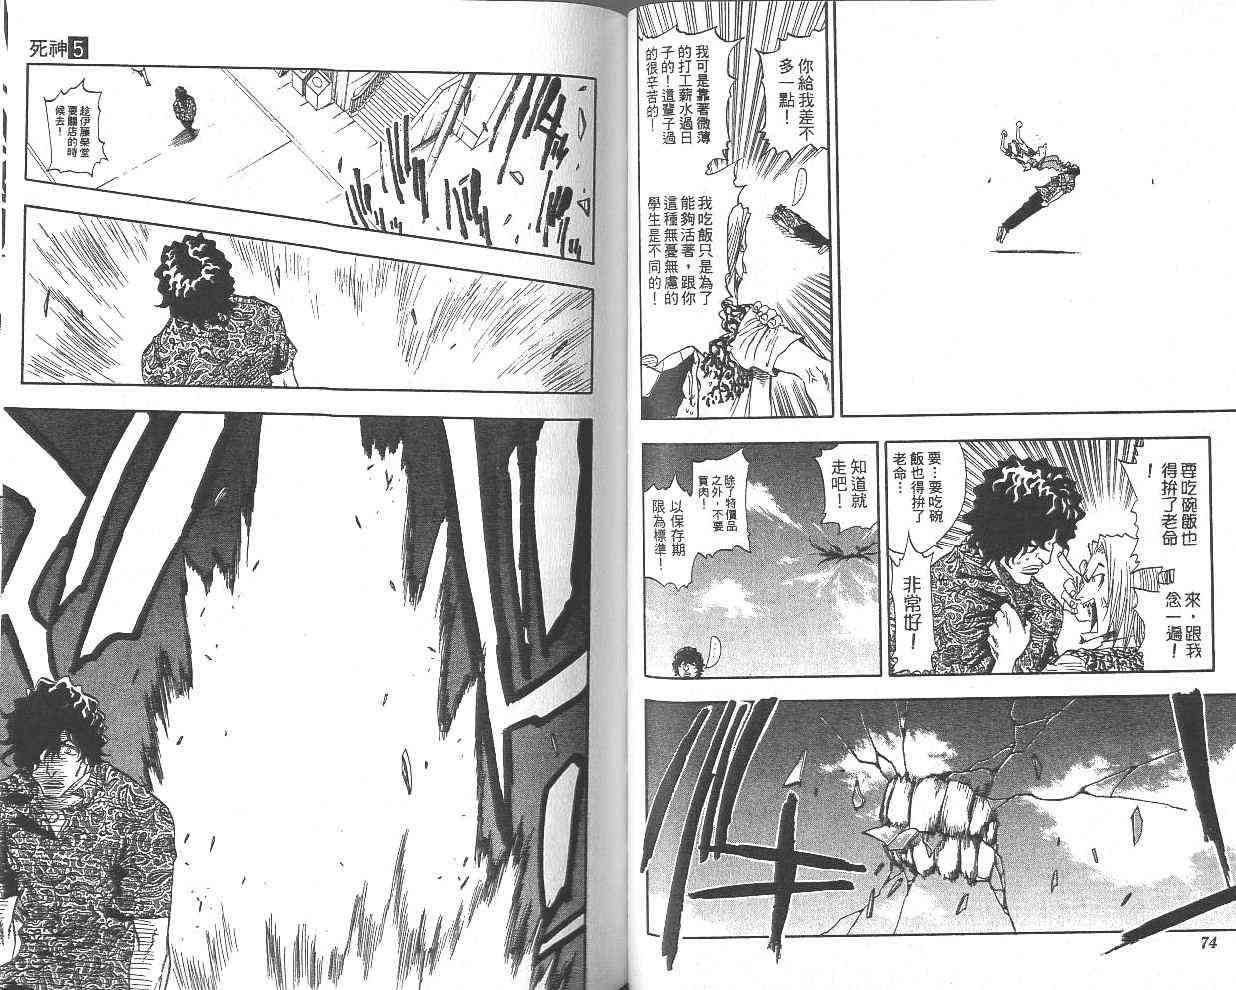 你給我差不
多一點!
我可是靠著微薄
的打工薪水過日
子的!這輩子過
的很辛苦的!
我吃飯只是為了
能夠活著,跟你
這種無憂無慮的
學生是不同的!
要吃碗飯也
得拚了老命
!
來,跟我
念一遍!
要…要吃碗
飯也得拚了
老命…
非常好!
知道就
走吧!
除了特價品
之外,不要
買肉!
以保存期
限為標準!
74
死神5
趁伊藤榮堂
要關店的時
候去!